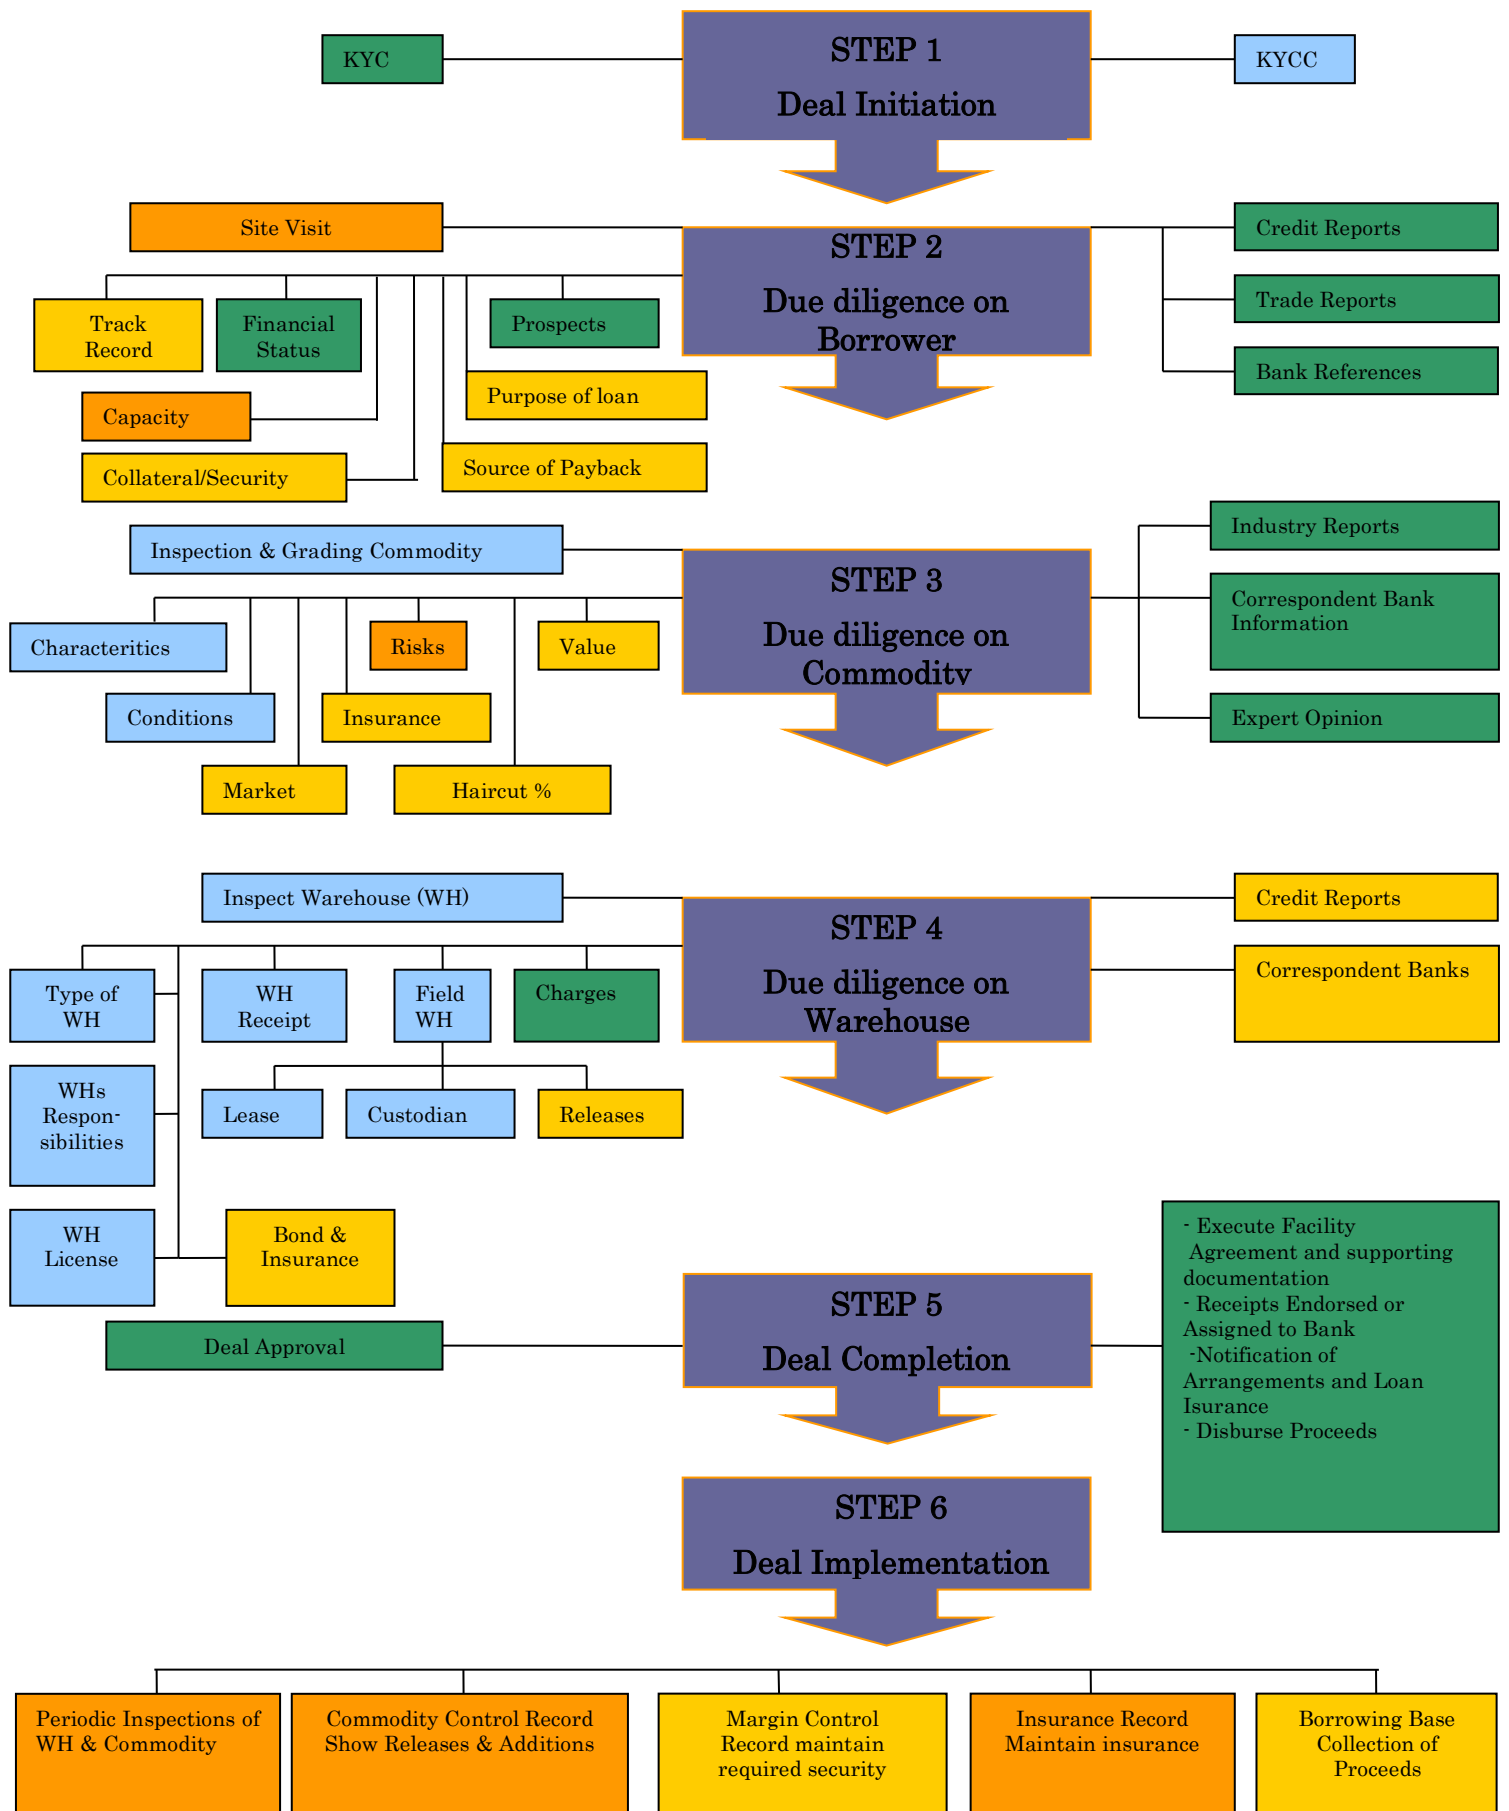 KYC
STEP 1
Deal Initiation
KYCC
Site Visit
STEP 2
Due diligence on
Borrower
Credit Reports
Trade Reports
Bank References
Track
Record
Financial
Status
Prospects
Capacity
Purpose of loan
Collateral/Security
Source of Payback
Inspection & Grading Commodity
STEP 3
Due diligence on
Commodity
Industry Reports
Correspondent Bank
Information
Expert Opinion
Characteritics
Risks
Value
Conditions
Insurance
Market
Haircut %
Inspect Warehouse (WH)
STEP 4
Due diligence on
Warehouse
Credit Reports
Correspondent Banks
Type of
WH
WH
Receipt
Field
WH
Charges
WHs
Respon-
sibilities
Lease
Custodian
Releases
WH
License
Bond &
Insurance
Deal Approval
STEP 5
Deal Completion
- Execute Facility
Agreement and supporting
documentation
- Receipts Endorsed or
Assigned to Bank
-Notification of
Arrangements and Loan
Isurance
- Disburse Proceeds
STEP 6
Deal Implementation
Periodic Inspections of
WH & Commodity
Commodity Control Record
Show Releases & Additions
Margin Control
Record maintain
required security
Insurance Record
Maintain insurance
Borrowing Base
Collection of
Proceeds